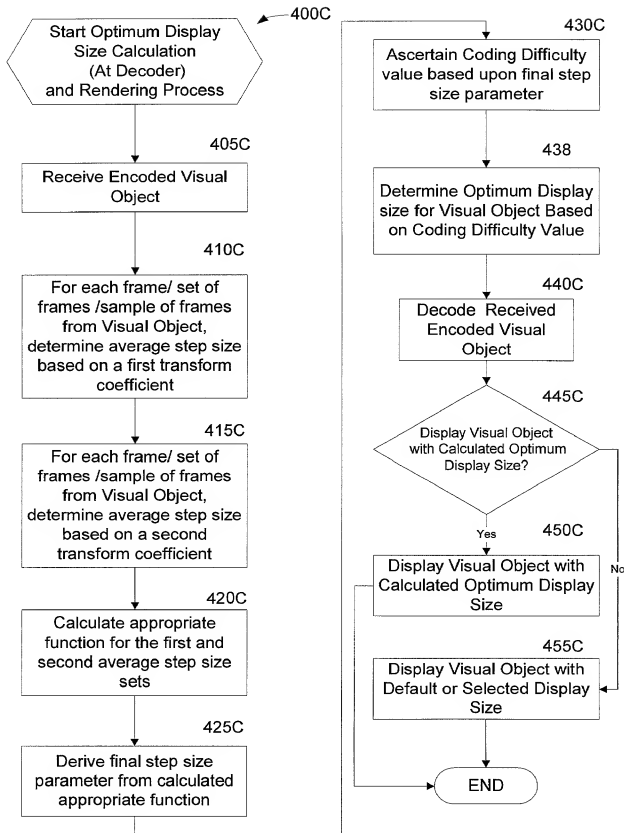 400C
Start Optimum Display
Size Calculation
(At Decoder)
and Rendering Process
405C
Receive Encoded Visual
Object
410C
For each frame/ set of
frames /sample of frames
from Visual Object,
determine average step size
based on a first transform
coefficient
415C
For each frame/ set of
frames /sample of frames
from Visual Object,
determine average step size
based on a second
transform coefficient
420C
Calculate appropriate
function for the first and
second average step size
sets
425C
Derive final step size
parameter from calculated
appropriate function
430C
Ascertain Coding Difficulty
value based upon final step
size parameter
438
Determine Optimum Display
size for Visual Object Based
on Coding Difficulty Value
440C
Decode Received
Encoded Visual
Object
445C
Display Visual Object
with Calculated Optimum
Display Size?
Yes
No
450C
Display Visual Object with
Calculated Optimum Display
Size
455C
Display Visual Object with
Default or Selected Display
Size
END